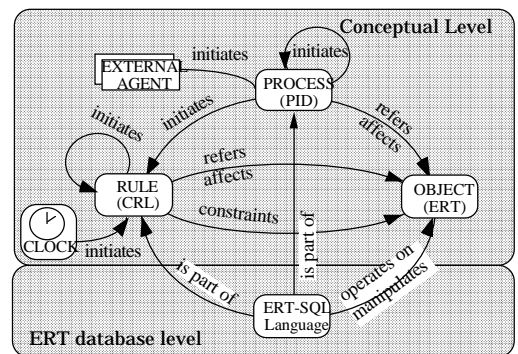 Conceptual Level
initiates
initiates
EXTERNAL
AGENT
PROCESS
(PID)
initiates
initiates
refers
affects
refers
affects
RULE
(CRL)
OBJECT
(ERT)
constraints
CLOCK
initiates
is part of
is part of
operates on
manipulates
ERT-SQL
Language
ERT database level